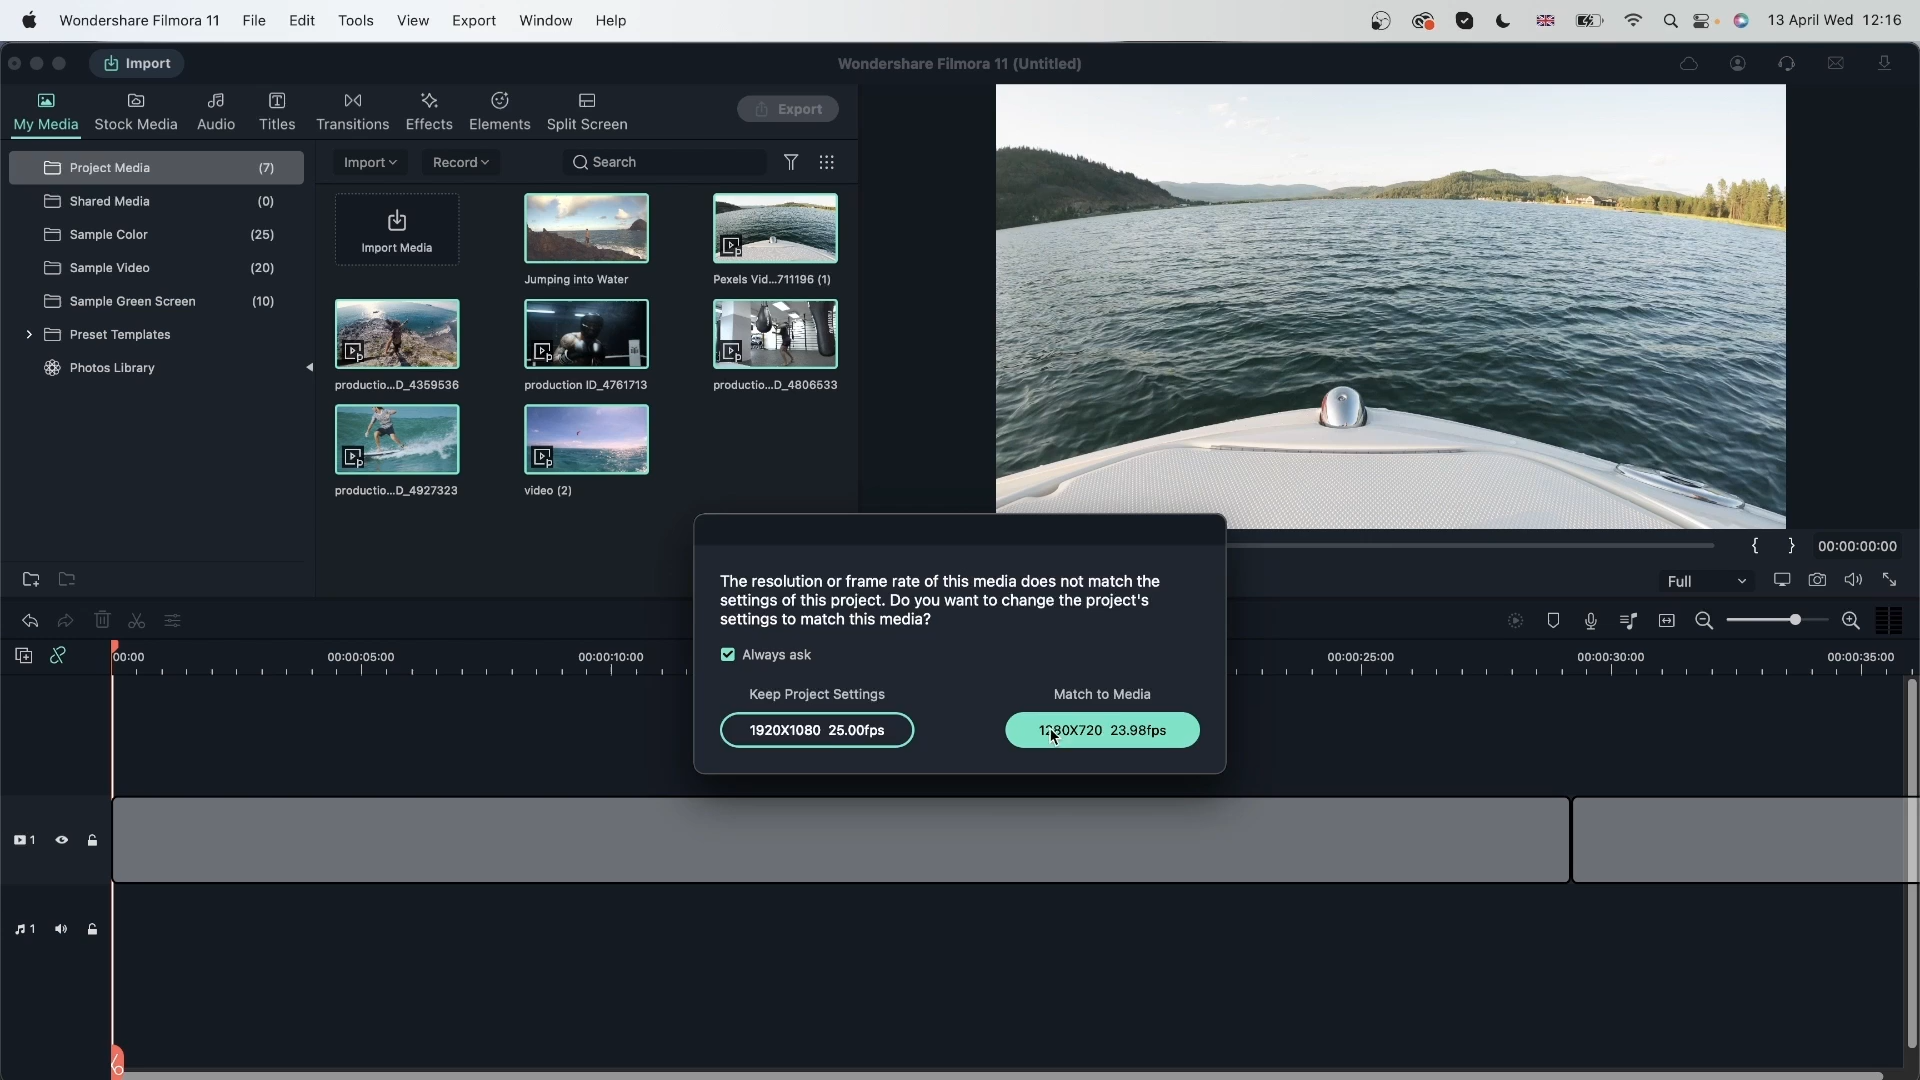 Wondershare Filmora 11 File Edit Tools View Export Window Help 13 April Wed 12:16
Import Wondershare Filmora 11 (Untitled)
My Media Stock Media Audio Titles Transitions Effects Elements Split Screen Export
Project Media (7)
Shared Media (0)
Sample Color (25)
Sample Video (20)
Sample Green Screen (10)
Preset Templates
Photos Library
Import Record Search
Import Media
Jumping into Water
Pexels Vid...711196 (1)
productio...D_4359536
production ID_4761713
productio...D_4806533
productio...D_4927323
video (2)
{ } 00:00:00:00
Full
The resolution or frame rate of this media does not match the
settings of this project. Do you want to change the project's
settings to match this media?
Always ask
Keep Project Settings Match to Media
1920X1080 25.00fps 1280X720 23.98fps
00:00 00:00:05:00 00:00:10:00 00:00:25:00 00:00:30:00 00:00:35:00
1
1